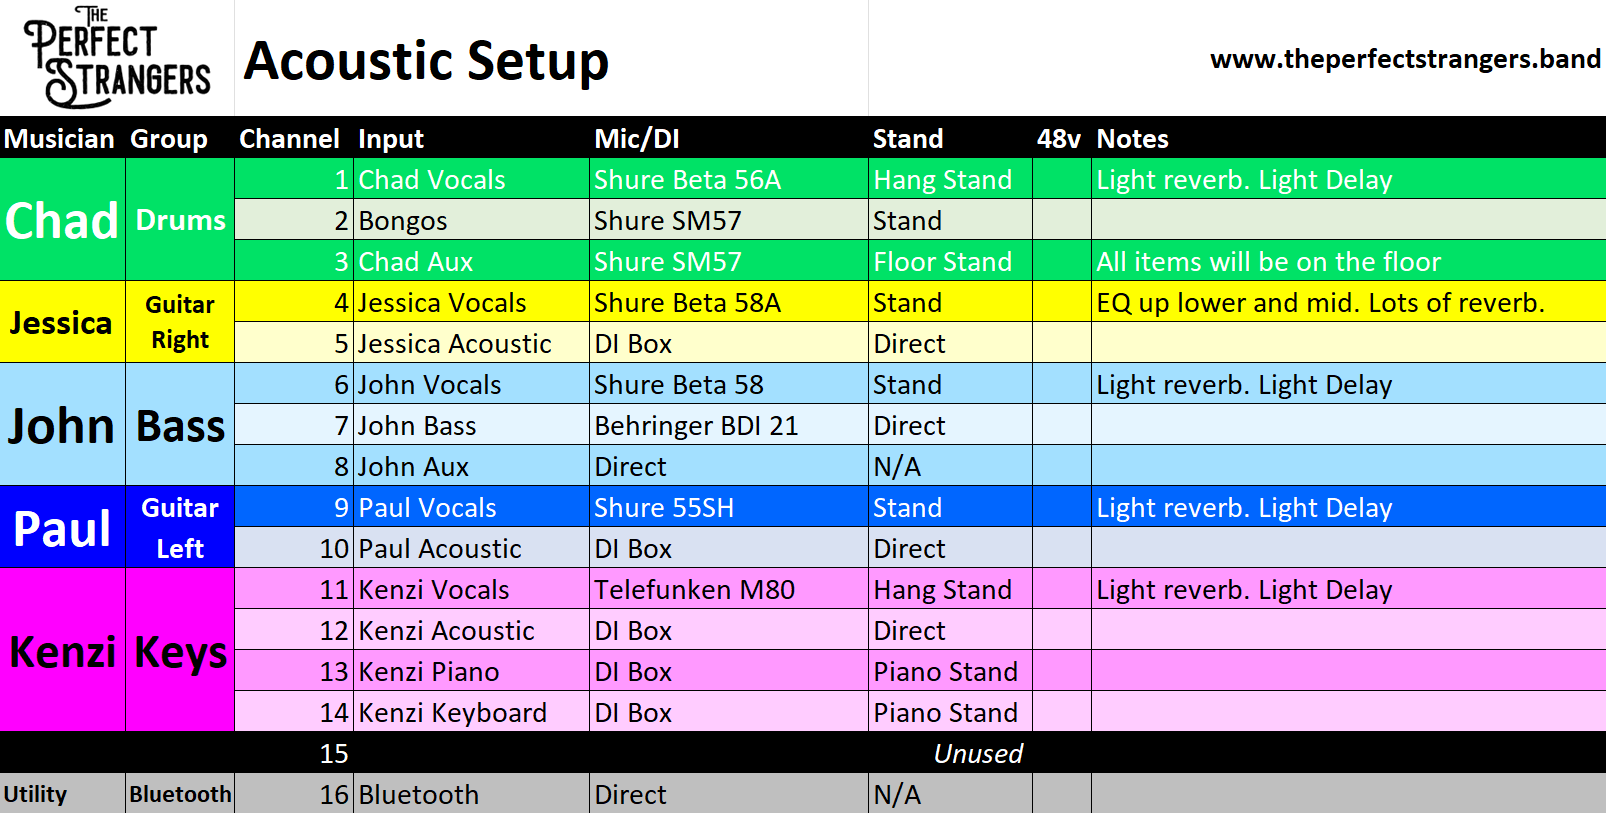 THE
PERFECT
STRANGERS
Acoustic Setup
www.theperfectstrangers.band
Musician Group Channel Input Mic/DI Stand 48v Notes
Chad Drums
1 Chad Vocals Shure Beta 56A Hang Stand Light reverb. Light Delay
2 Bongos Shure SM57 Stand
3 Chad Aux Shure SM57 Floor Stand All items will be on the floor
Jessica Guitar
Right
4 Jessica Vocals Shure Beta 58A Stand EQ up lower and mid. Lots of reverb.
5 Jessica Acoustic DI Box Direct
John Bass
6 John Vocals Shure Beta 58 Stand Light reverb. Light Delay
7 John Bass Behringer BDI 21 Direct
8 John Aux Direct N/A
Paul Guitar
Left
9 Paul Vocals Shure 55SH Stand Light reverb. Light Delay
10 Paul Acoustic DI Box Direct
Kenzi Keys
11 Kenzi Vocals Telefunken M80 Hang Stand Light reverb. Light Delay
12 Kenzi Acoustic DI Box Direct
13 Kenzi Piano DI Box Piano Stand
14 Kenzi Keyboard DI Box Piano Stand
15 Unused
Utility Bluetooth 16 Bluetooth Direct N/A